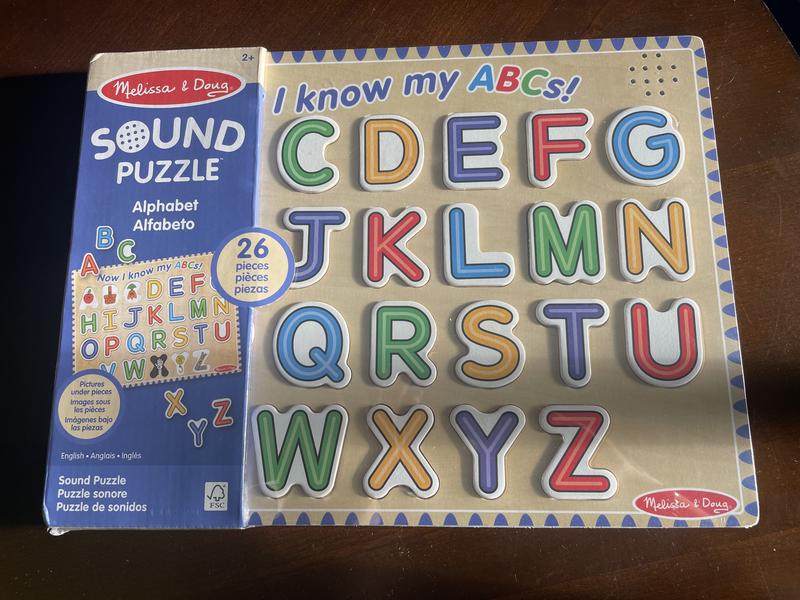 2+
Melissa & Doug
SOUND
PUZZLE™
Alphabet
Alfabeto
B
C
A
Now I know my ABCs!
D E F
H I J K L M N
O P Q R S T U
V W Z
26
pieces
pièces
piezas
Pictures
under pieces
Images sous
les pièces
Imágenes bajo
las piezas
X
Y
Z
English • Anglais • Inglés
Sound Puzzle
Puzzle sonore
Puzzle de sonidos
FSC
I know my ABCs!
C D E F G
J K L M N
Q R S T U
W X Y Z
Melissa & Doug